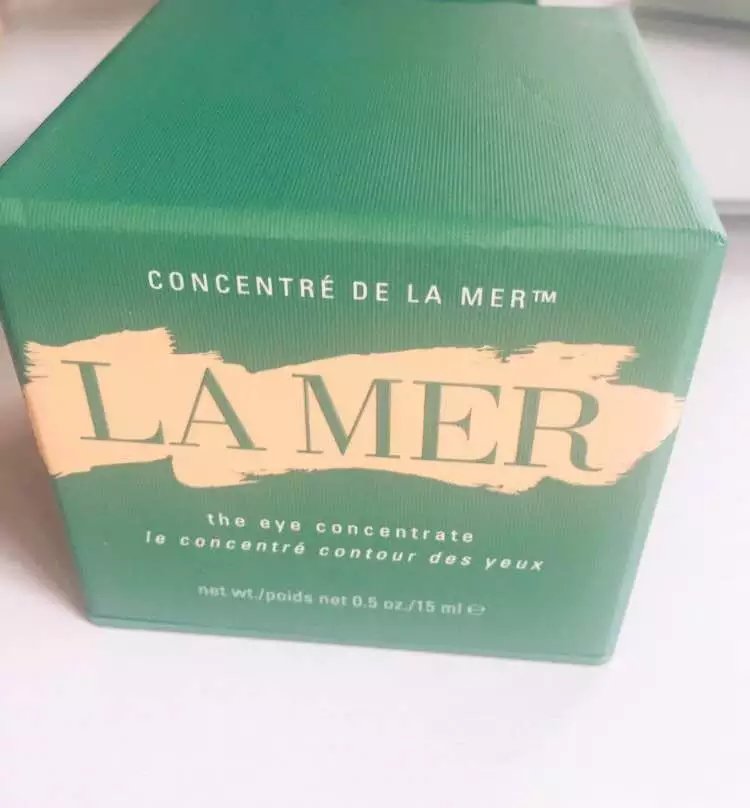 CONCENTRÉ DE LA MER™
LA MER
the eye concentrate
le concentré contour des yeux
net wt./poids net 0.5 oz./15 ml ℮